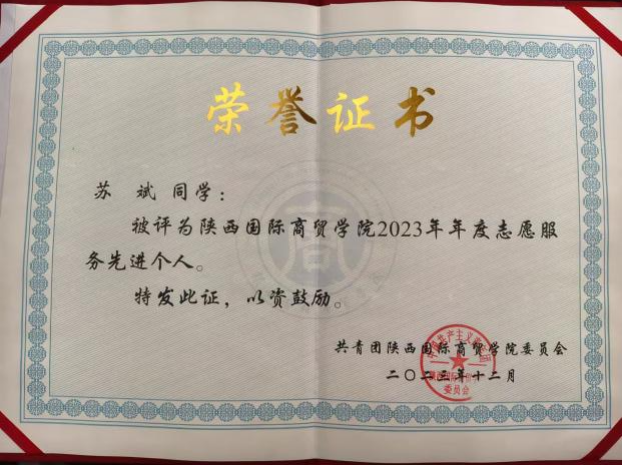 荣誉证书
苏 斌 同学：
被评为陕西国际商贸学院2023年年度志愿服
务先进个人。
特发此证，以资鼓励。
共青团陕西国际商贸学院委员会
二〇二三年十二月
委员会